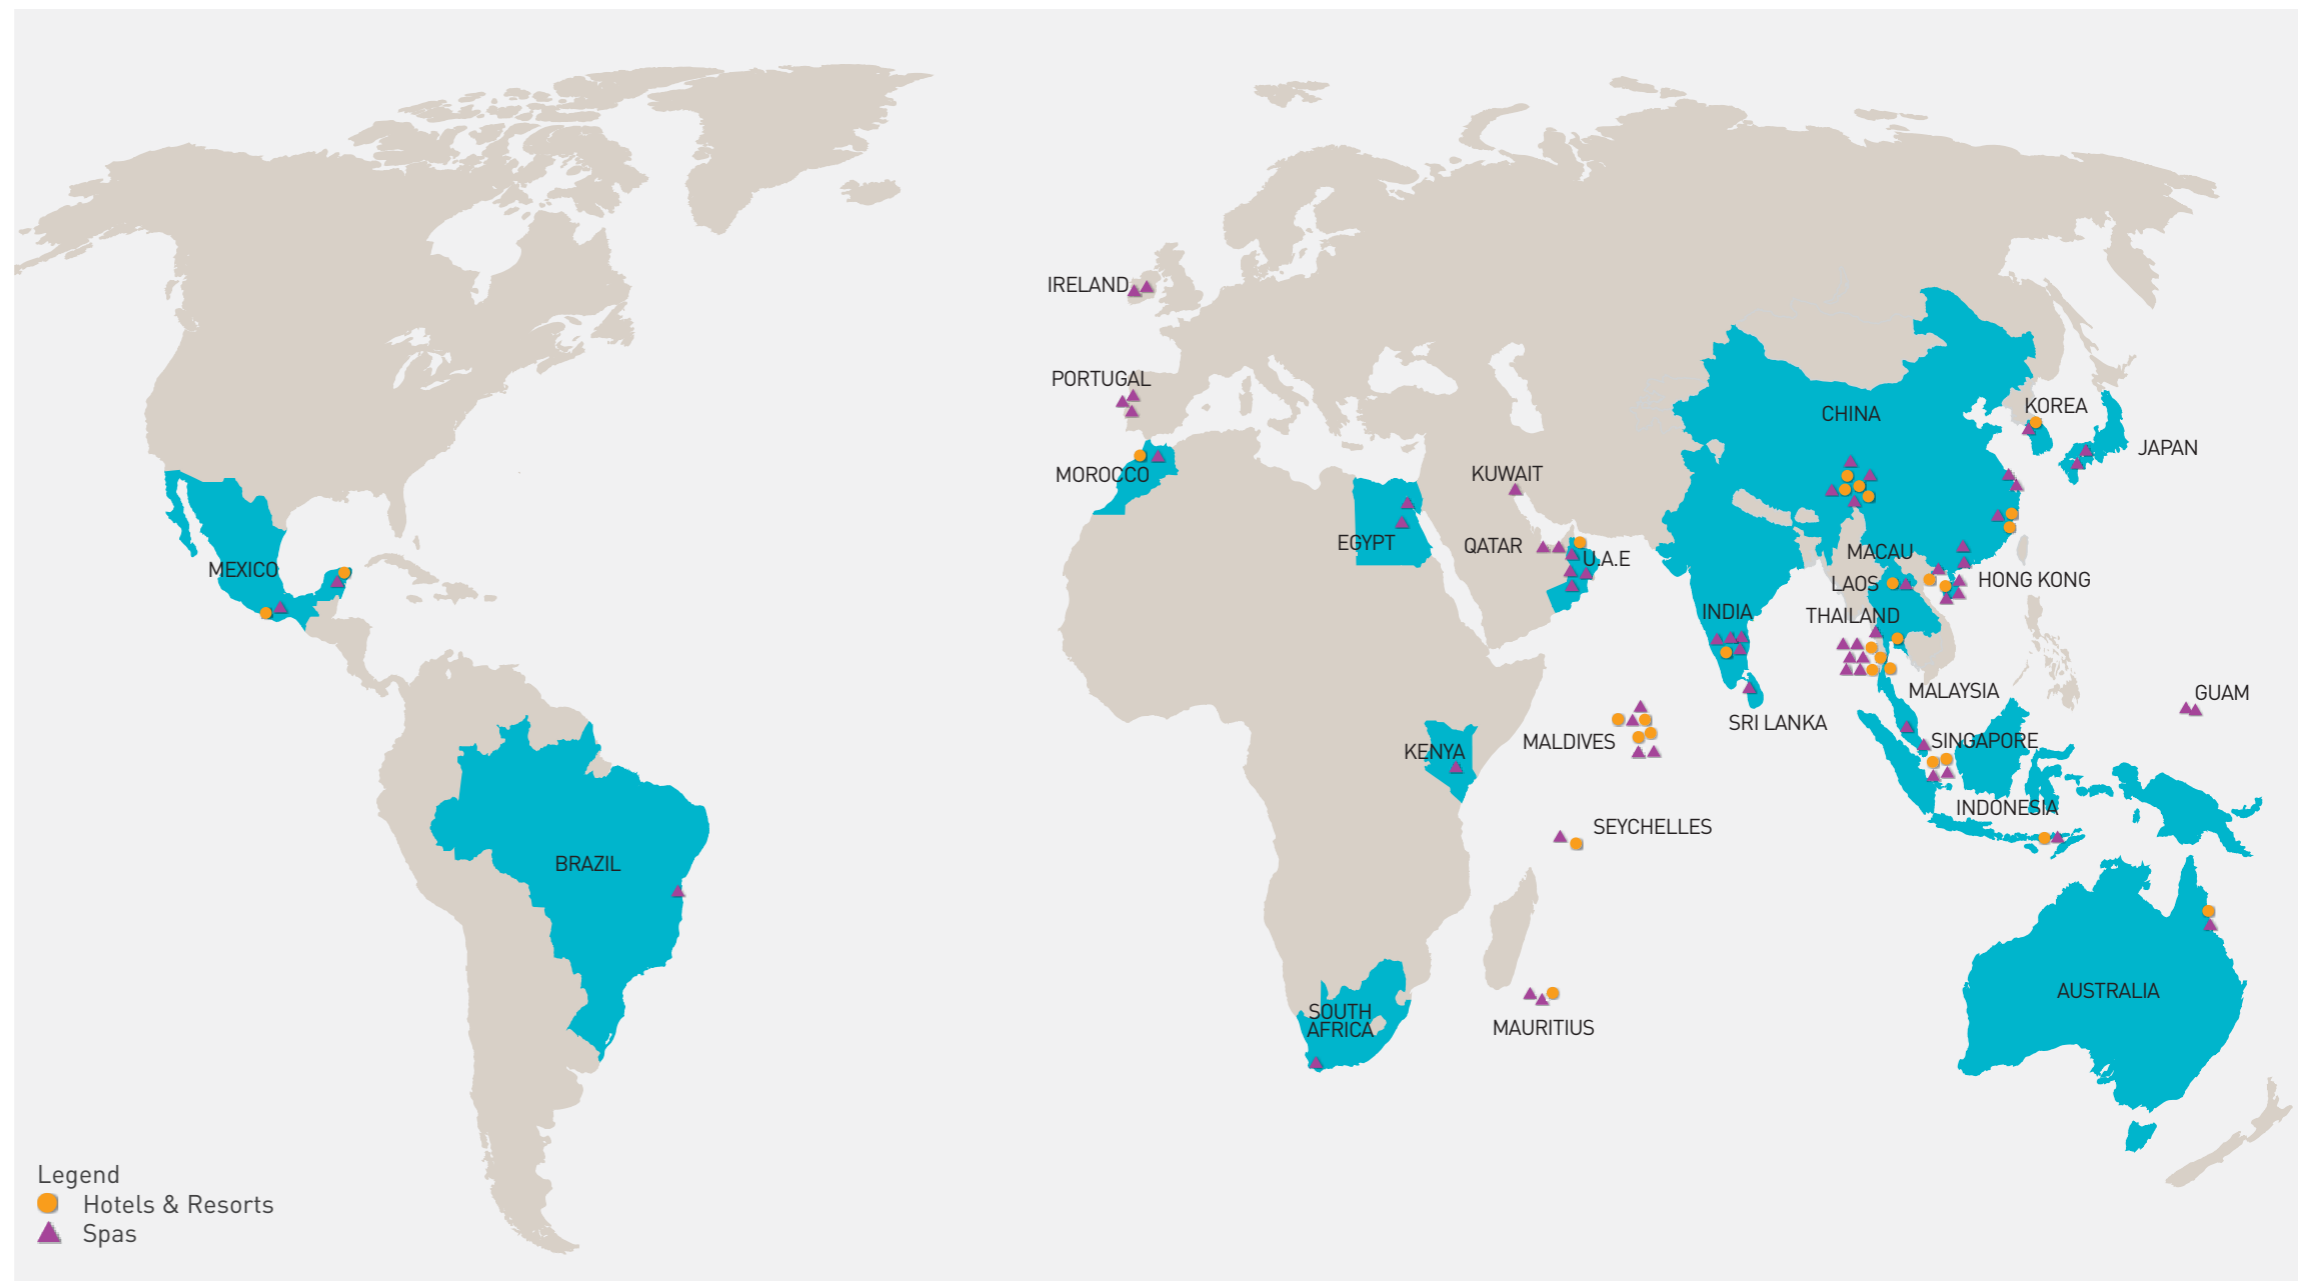 IRELAND
PORTUGAL
CHINA
KOREA
JAPAN
MOROCCO
KUWAIT
EGYPT
QATAR
U.A.E
MACAU
MEXICO
LAOS
HONG KONG
INDIA
THAILAND
MALAYSIA
GUAM
SRI LANKA
MALDIVES
SINGAPORE
KENYA
INDONESIA
SEYCHELLES
BRAZIL
AUSTRALIA
SOUTH
AFRICA
MAURITIUS
Legend
Hotels & Resorts
Spas